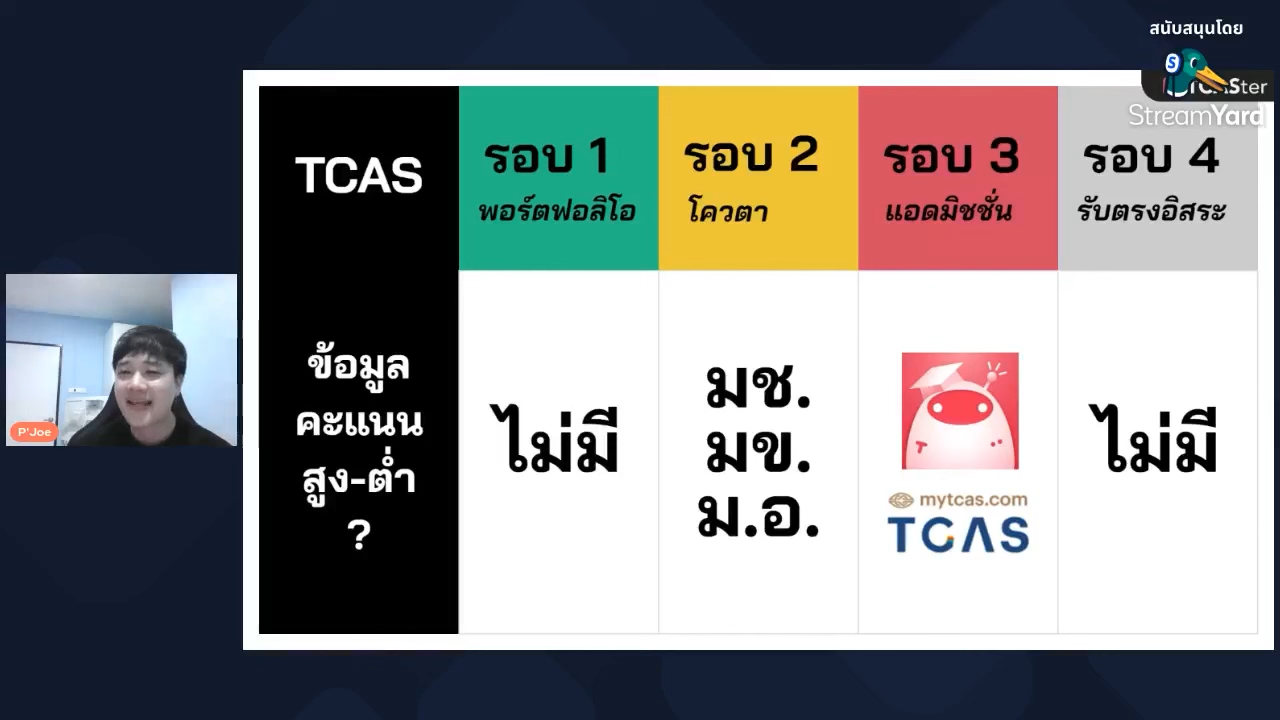 สนับสนุนโดย
StreamYard
TCAS
รอบ 1
พอร์ตฟอลิโอ
รอบ 2
โควตา
รอบ 3
แอดมิชชั่น
รอบ 4
รับตรงอิสระ
ข้อมูล
คะแนน
สูง-ต่ำ
?
ไม่มี
มช.
มข.
ม.อ.
mytcas.com
TCAS
ไม่มี
P'Joe